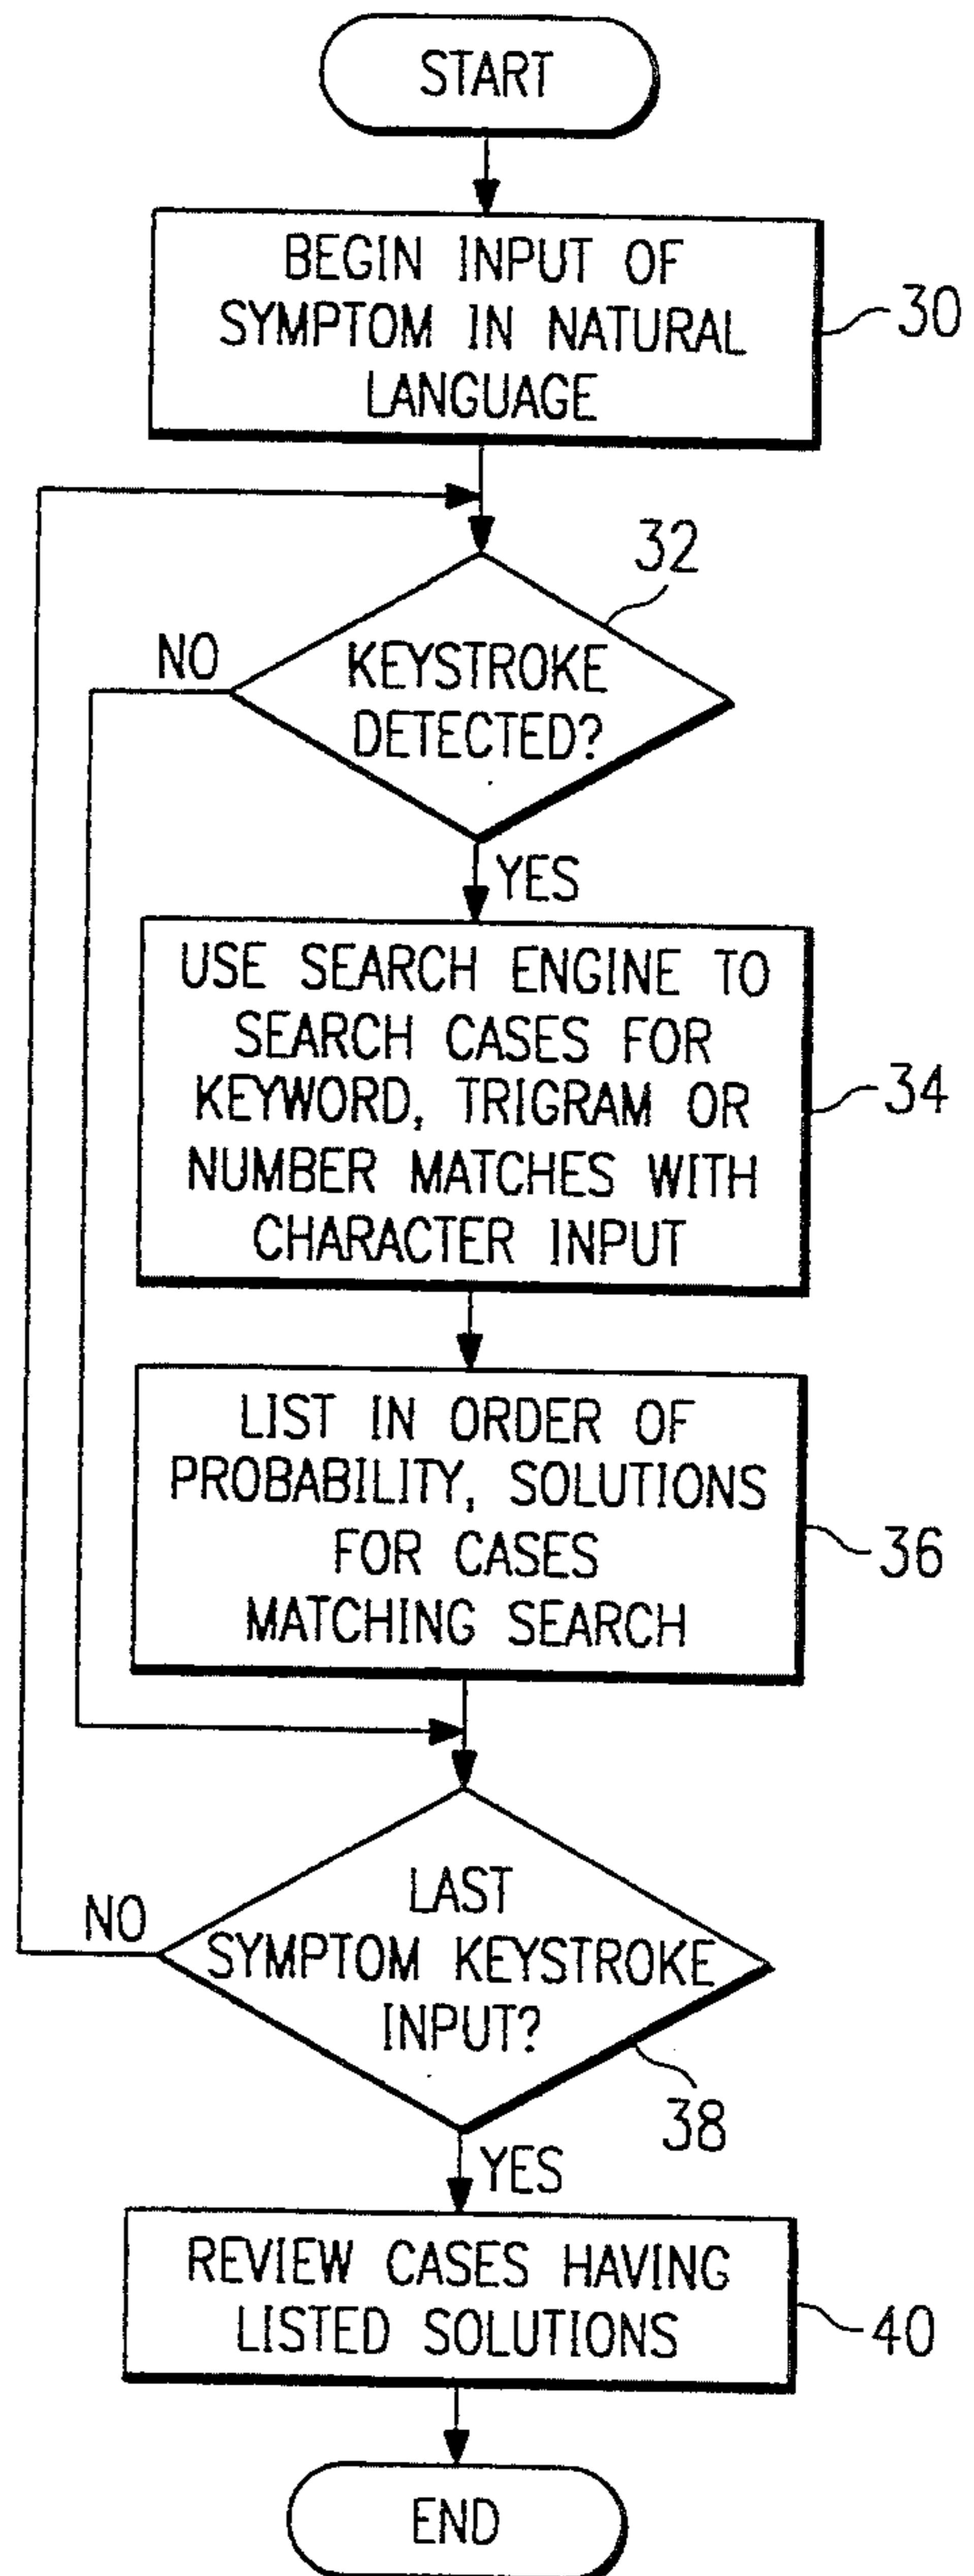 START
BEGIN INPUT OF
SYMPTOM IN NATURAL
LANGUAGE
30
32
NO
KEYSTROKE
DETECTED?
YES
USE SEARCH ENGINE TO
SEARCH CASES FOR
KEYWORD, TRIGRAM OR
NUMBER MATCHES WITH
CHARACTER INPUT
34
LIST IN ORDER OF
PROBABILITY, SOLUTIONS
FOR CASES
MATCHING SEARCH
36
LAST
NO
SYMPTOM KEYSTROKE
INPUT?
38
YES
REVIEW CASES HAVING
LISTED SOLUTIONS
40
END